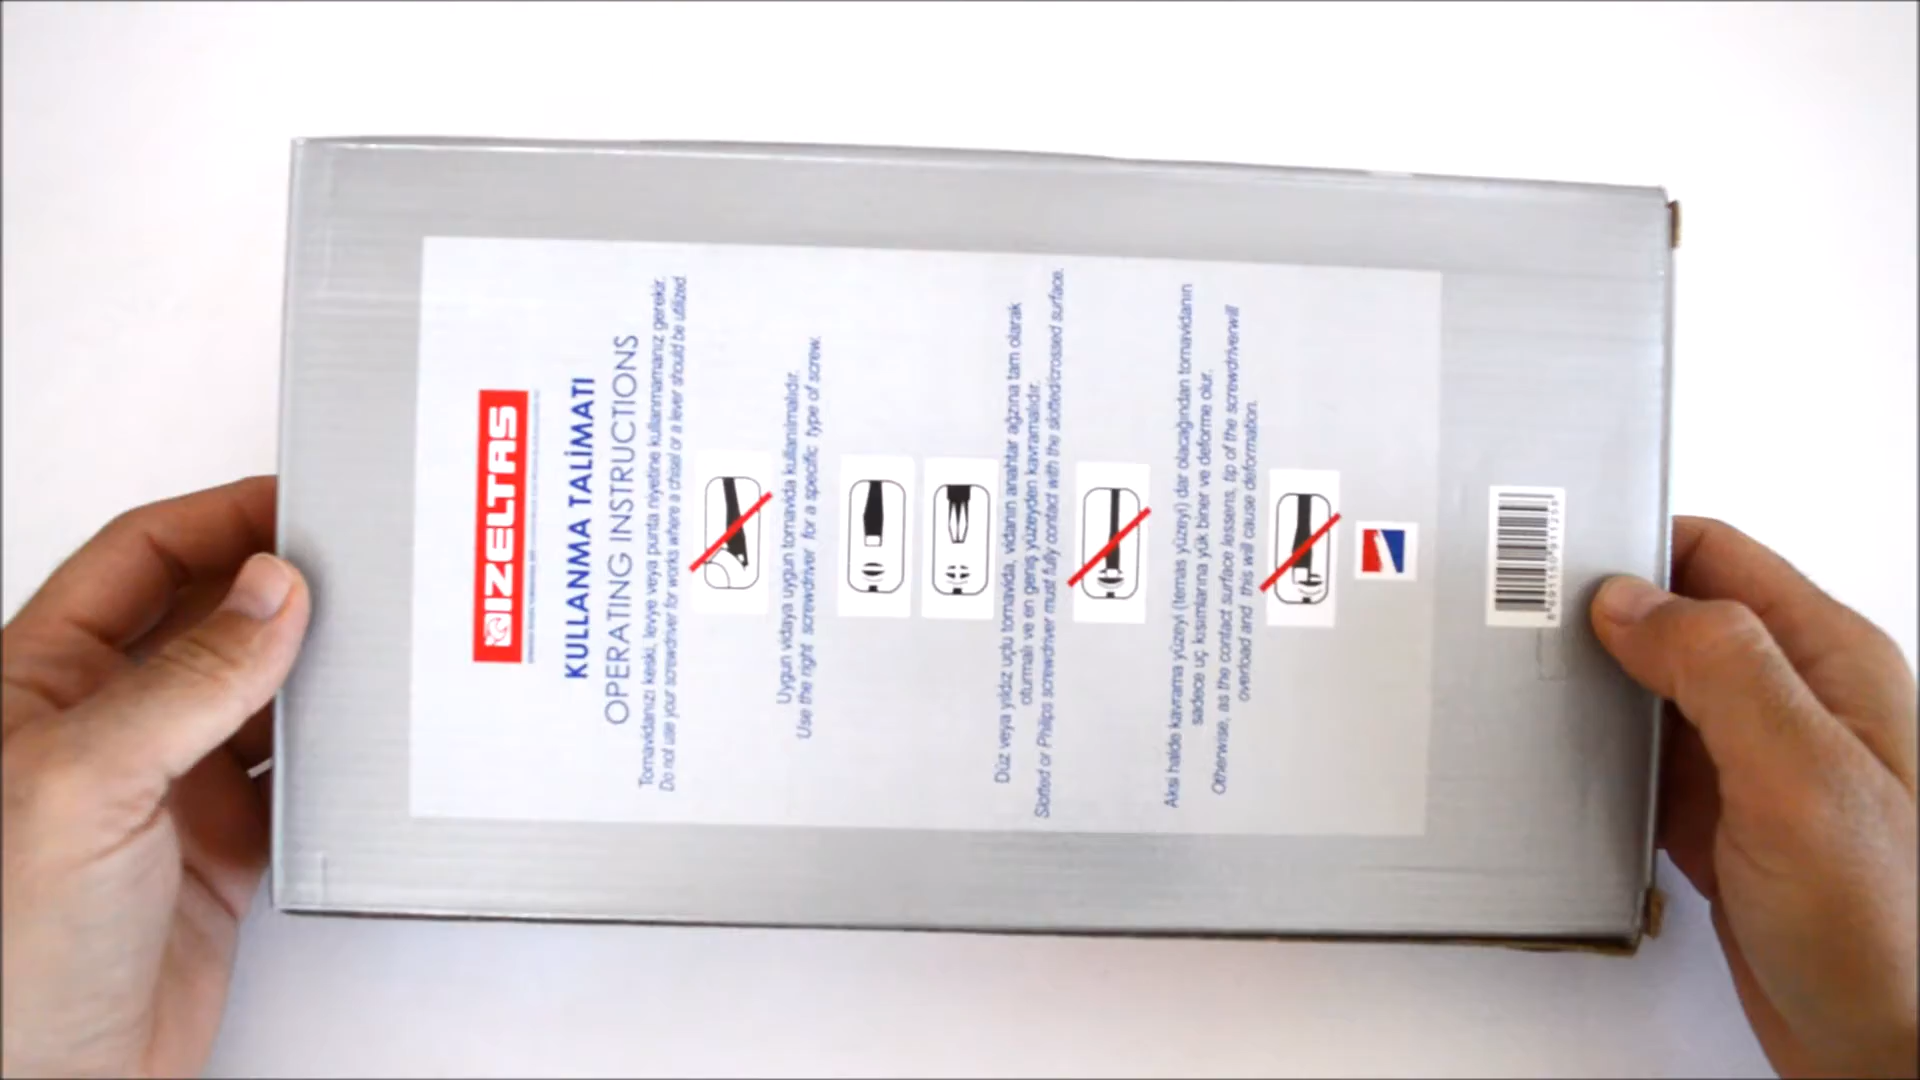 İZELTAŞ
KULLANMA TALİMATI
OPERATING INSTRUCTIONS
Tornavidanızı keski, levye veya punta niyetine kullanmamanız gerekir.
Do not use your screwdriver for works where a chisel or a lever should be utilized.
Uygun vidaya uygun tornavida kullanılmalıdır.
Use the right screwdriver for a specific type of screw.
Düz veya yıldız uçlu tornavida, vidanın anahtar ağzına tam olarak
oturmalı ve en geniş yüzeyden kavramalıdır.
Slotted or Philips screwdriver must fully contact with the slotted/crossed surface.
Aksi halde kavrama yüzeyi (temas yüzeyi) dar olacağından tornavidanın
sadece uç kısımlarına yük biner ve deforme olur.
Otherwise, as the contact surface lessens, tip of the screwdriverwill
overload and this will cause deformation.